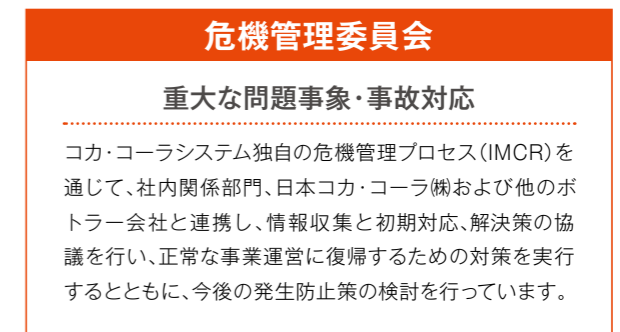 危機管理委員会
重大な問題事象・事故対応
コカ・コーラシステム独自の危機管理プロセス(IMCR)を
通じて、社内関係部門、日本コカ・コーラ㈱および他のボ
トラー会社と連携し、情報収集と初期対応、解決策の協
議を行い、正常な事業運営に復帰するための対策を実行
するとともに、今後の発生防止策の検討を行っています。